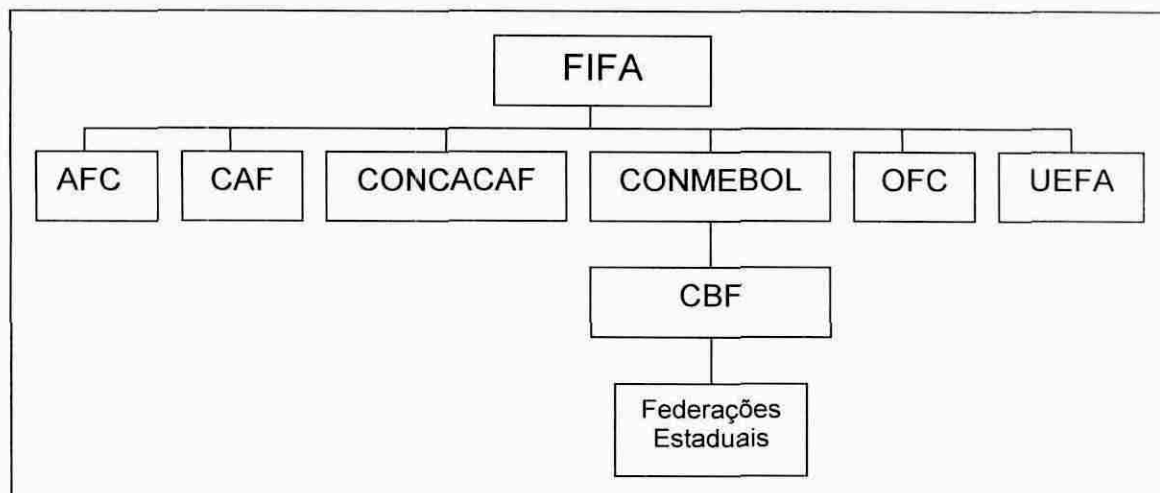 FIFA
AFC
CAF
CONCACAF
CONMEBOL
OFC
UEFA
CBF
Federações
Estaduais